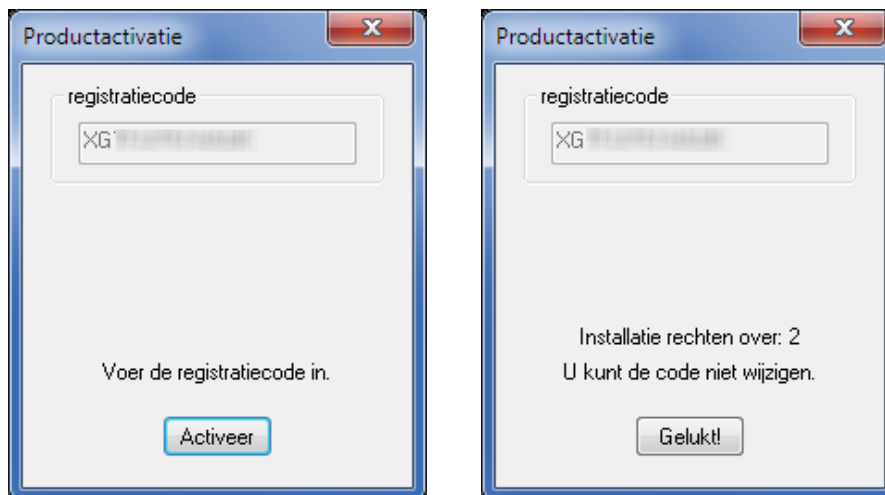 Productactivatie
registratiecode
XG
Voer de registratiecode in.
Activeer
Productactivatie
registratiecode
XG
Installatie rechten over: 2
U kunt de code niet wijzigen.
Gelukt!